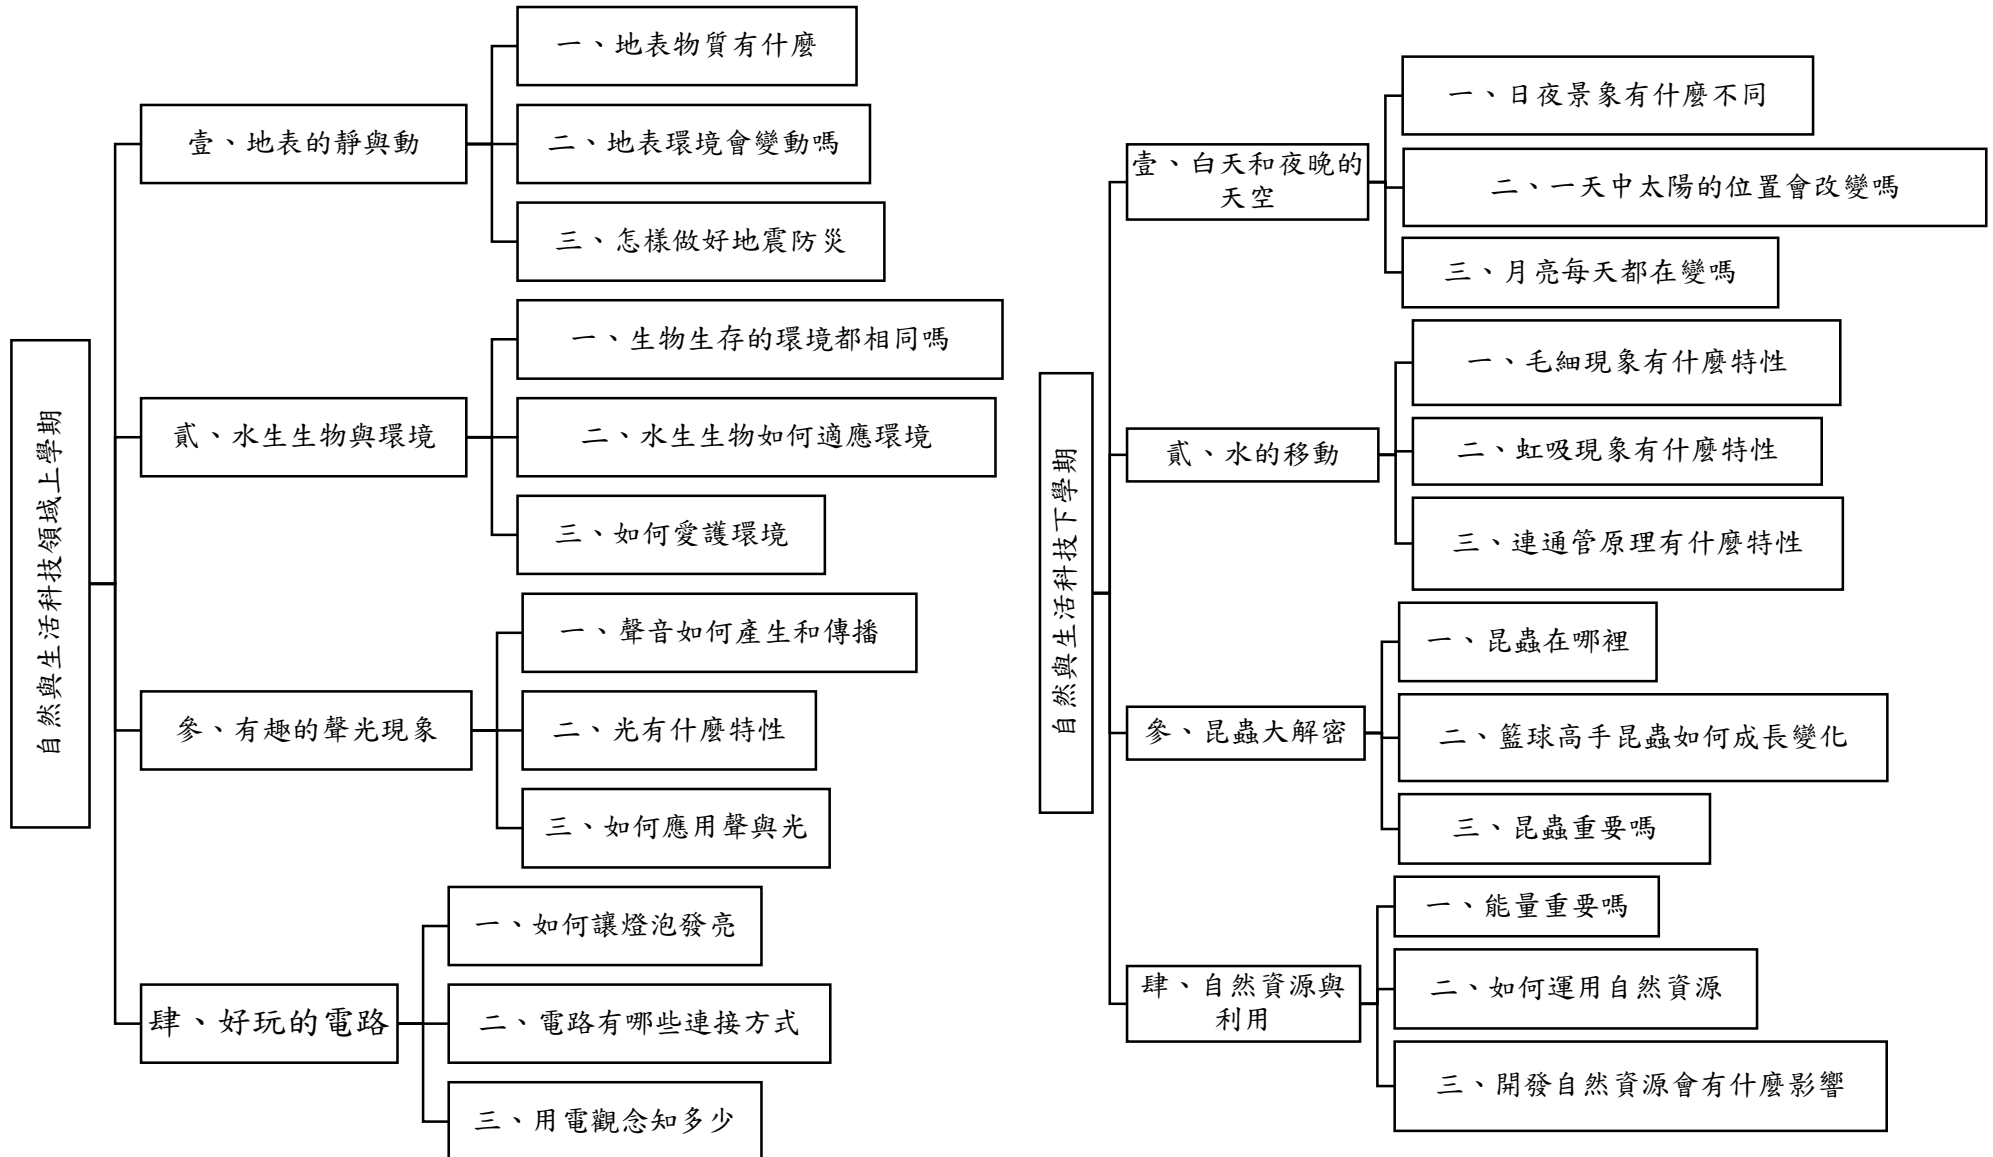 自然與生活科技領域上學期
壹、地表的靜與動
一、地表物質有什麼
二、地表環境會變動嗎
三、怎樣做好地震防災
貳、水生生物與環境
一、生物生存的環境都相同嗎
二、水生生物如何適應環境
三、如何愛護環境
參、有趣的聲光現象
一、聲音如何產生和傳播
二、光有什麼特性
三、如何應用聲與光
肆、好玩的電路
一、如何讓燈泡發亮
二、電路有哪些連接方式
三、用電觀念知多少
自然與生活科技下學期
壹、白天和夜晚的
天空
一、日夜景象有什麼不同
二、一天中太陽的位置會改變嗎
三、月亮每天都在變嗎
貳、水的移動
一、毛細現象有什麼特性
二、虹吸現象有什麼特性
三、連通管原理有什麼特性
參、昆蟲大解密
一、昆蟲在哪裡
二、籃球高手昆蟲如何成長變化
三、昆蟲重要嗎
肆、自然資源與
利用
一、能量重要嗎
二、如何運用自然資源
三、開發自然資源會有什麼影響